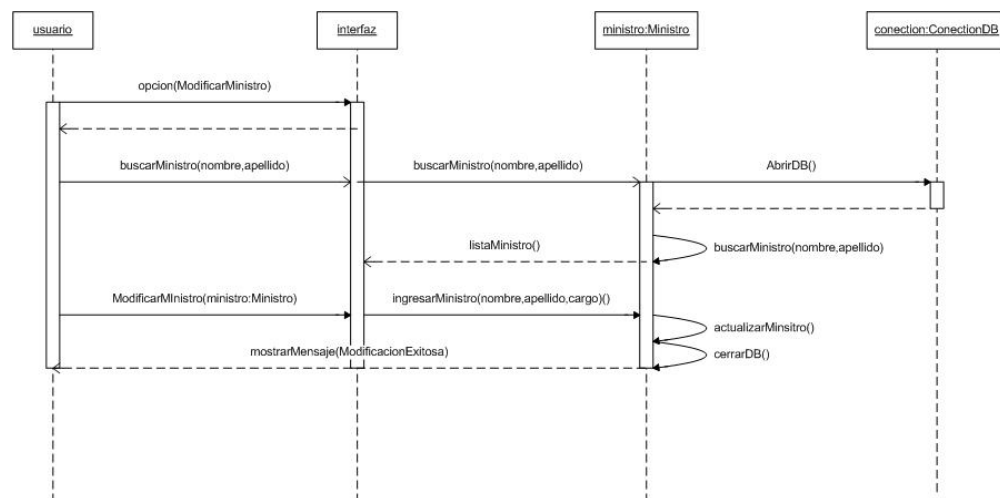 usuario
interfaz
ministro:Ministro
conection:ConectionDB
opcion(ModificarMinistro)
buscarMinistro(nombre,apellido)
buscarMinistro(nombre,apellido)
AbrirDB()
listaMinistro()
buscarMinistro(nombre,apellido)
ModificarMInistro(ministro:Ministro)
ingresarMinistro(nombre,apellido,cargo)()
actualizarMinsitro()
mostrarMensaje(ModificacionExitosa)
cerrarDB()